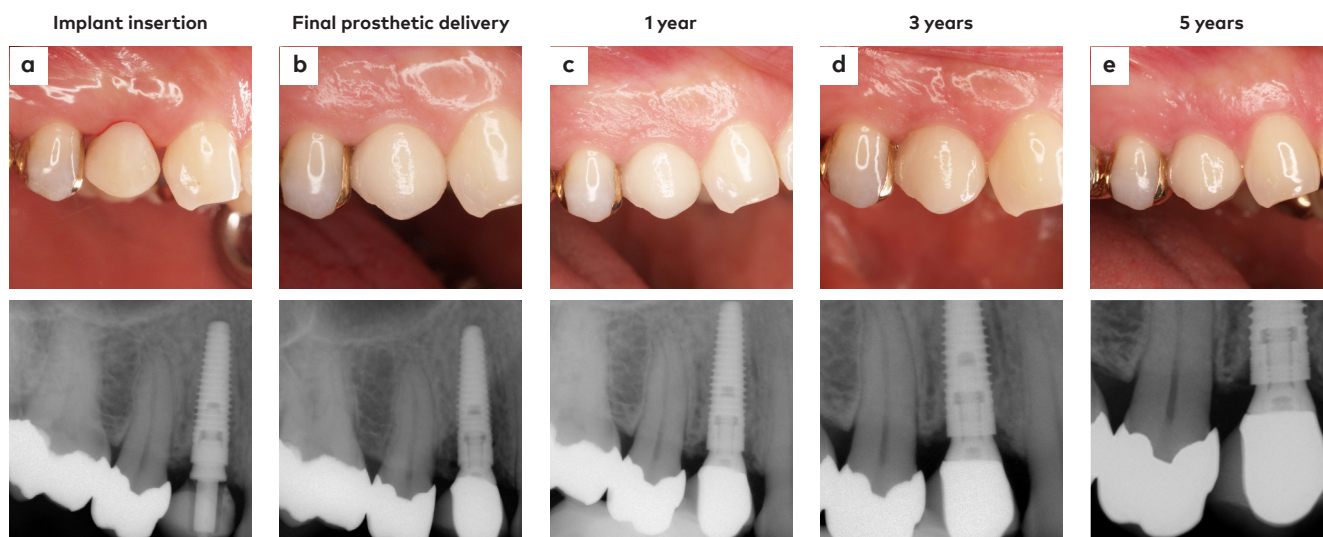 Implant insertion
Final prosthetic delivery
1 year
3 years
5 years
a
b
c
d
e